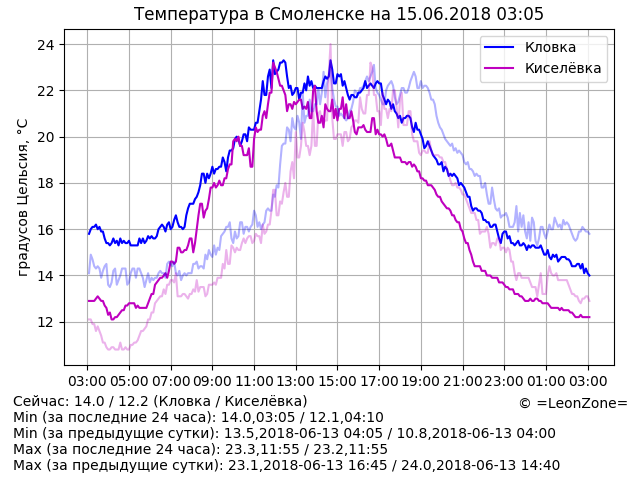 Температура в Смоленске на 15.06.2018 03:05
Кловка
Киселёвка
градусов Цельсия, °C
24
22
20
18
16
14
12
03:00 05:00 07:00 09:00 11:00 13:00 15:00 17:00 19:00 21:00 23:00 01:00 03:00
Сейчас: 14.0 / 12.2 (Кловка / Киселёвка)
© =LeonZone=
Min (за последние 24 часа): 14.0,03:05 / 12.1,04:10
Min (за предыдущие сутки): 13.5,2018-06-13 04:05 / 10.8,2018-06-13 04:00
Max (за последние 24 часа): 23.3,11:55 / 23.2,11:55
Max (за предыдущие сутки): 23.1,2018-06-13 16:45 / 24.0,2018-06-13 14:40